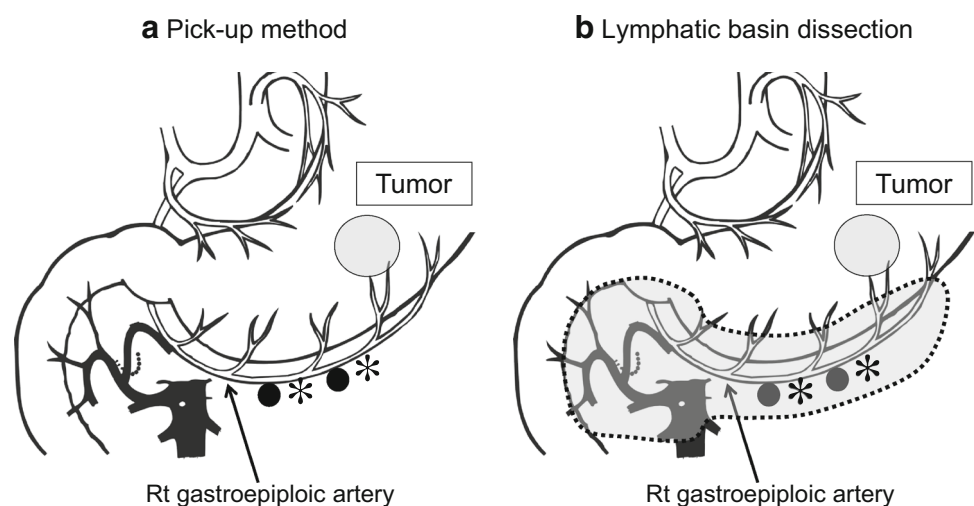 a Pick-up method
b Lymphatic basin dissection
Tumor
Tumor
Rt gastroepiploic artery
Rt gastroepiploic artery